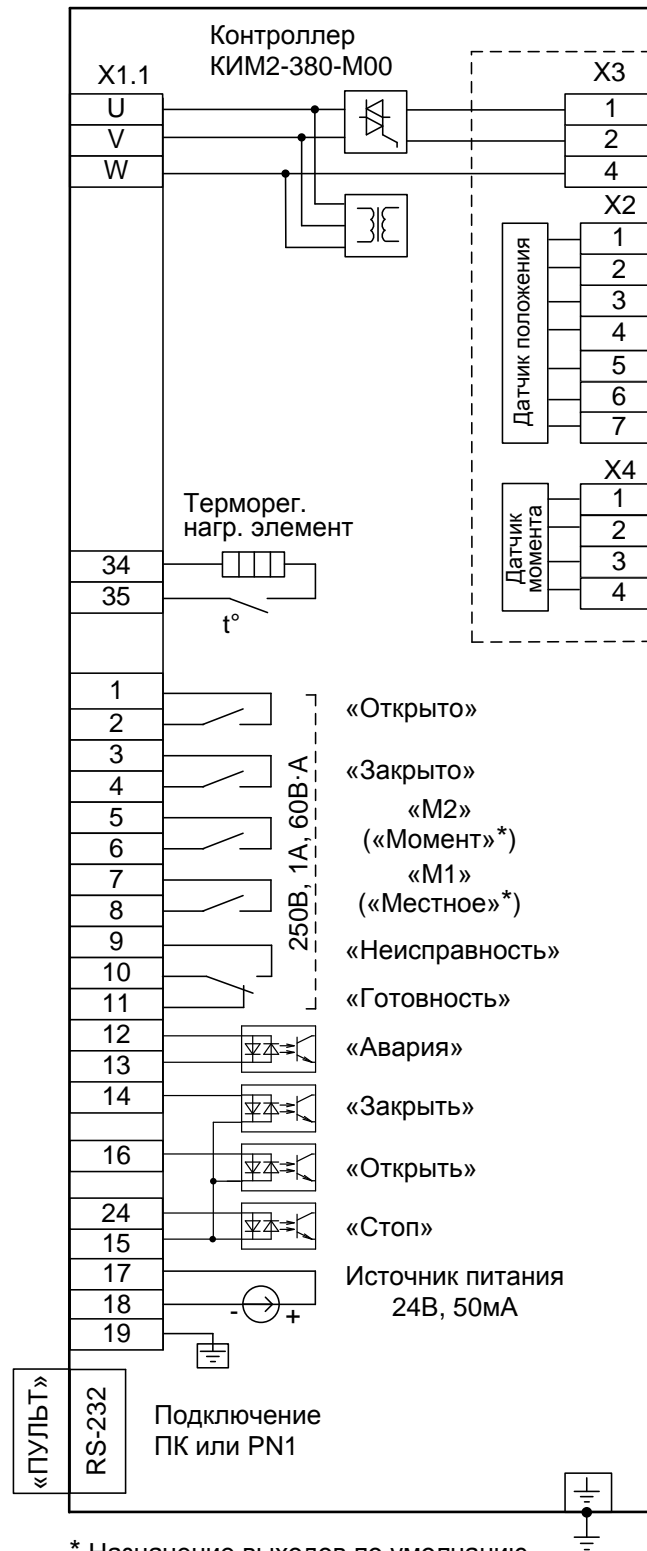 Контроллер
КИМ2-380-М00
X1.1
U
V
W
X3
1
2
4
X2
1
2
3
4
5
6
7
Датчик положения
X4
1
2
3
4
Датчик
момента
Терморег.
нагр. элемент
34
35
t°
1
2
3
4
5
6
7
8
9
10
11
12
13
14
16
24
15
17
18
19
250В, 1А, 60В·А
«Открыто»
«Закрыто»
«М2»
(«Момент»*)
«М1»
(«Местное»*)
«Неисправность»
«Готовность»
«Авария»
«Закрыть»
«Открыть»
«Стоп»
Источник питания
24В, 50мА
- +
«ПУЛЬТ»
RS-232
Подключение
ПК или PN1
* Назначение выходов по умолчанию